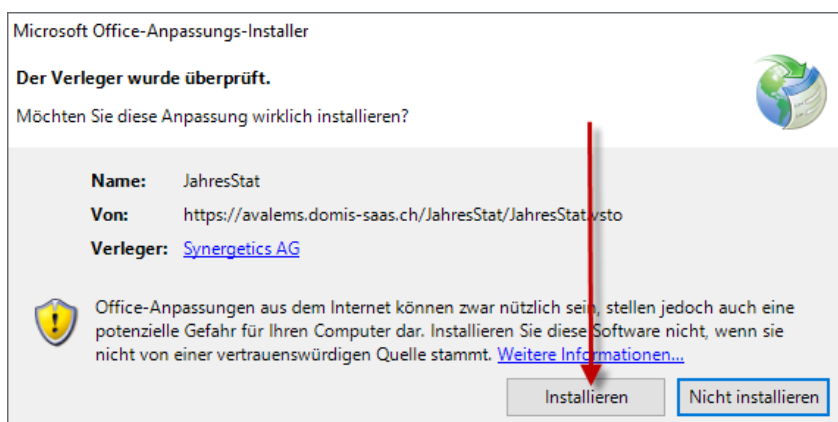 Microsoft Office-Anpassungs-Installer
Der Verleger wurde überprüft.
Möchten Sie diese Anpassung wirklich installieren?
Name: JahresStat
Von: https://avalems.domis-saas.ch/JahresStat/JahresStat.vsto
Verleger: Synergetics AG
Office-Anpassungen aus dem Internet können zwar nützlich sein, stellen jedoch auch eine
potenzielle Gefahr für Ihren Computer dar. Installieren Sie diese Software nicht, wenn sie
nicht von einer vertrauenswürdigen Quelle stammt. Weitere Informationen...
Installieren Nicht installieren